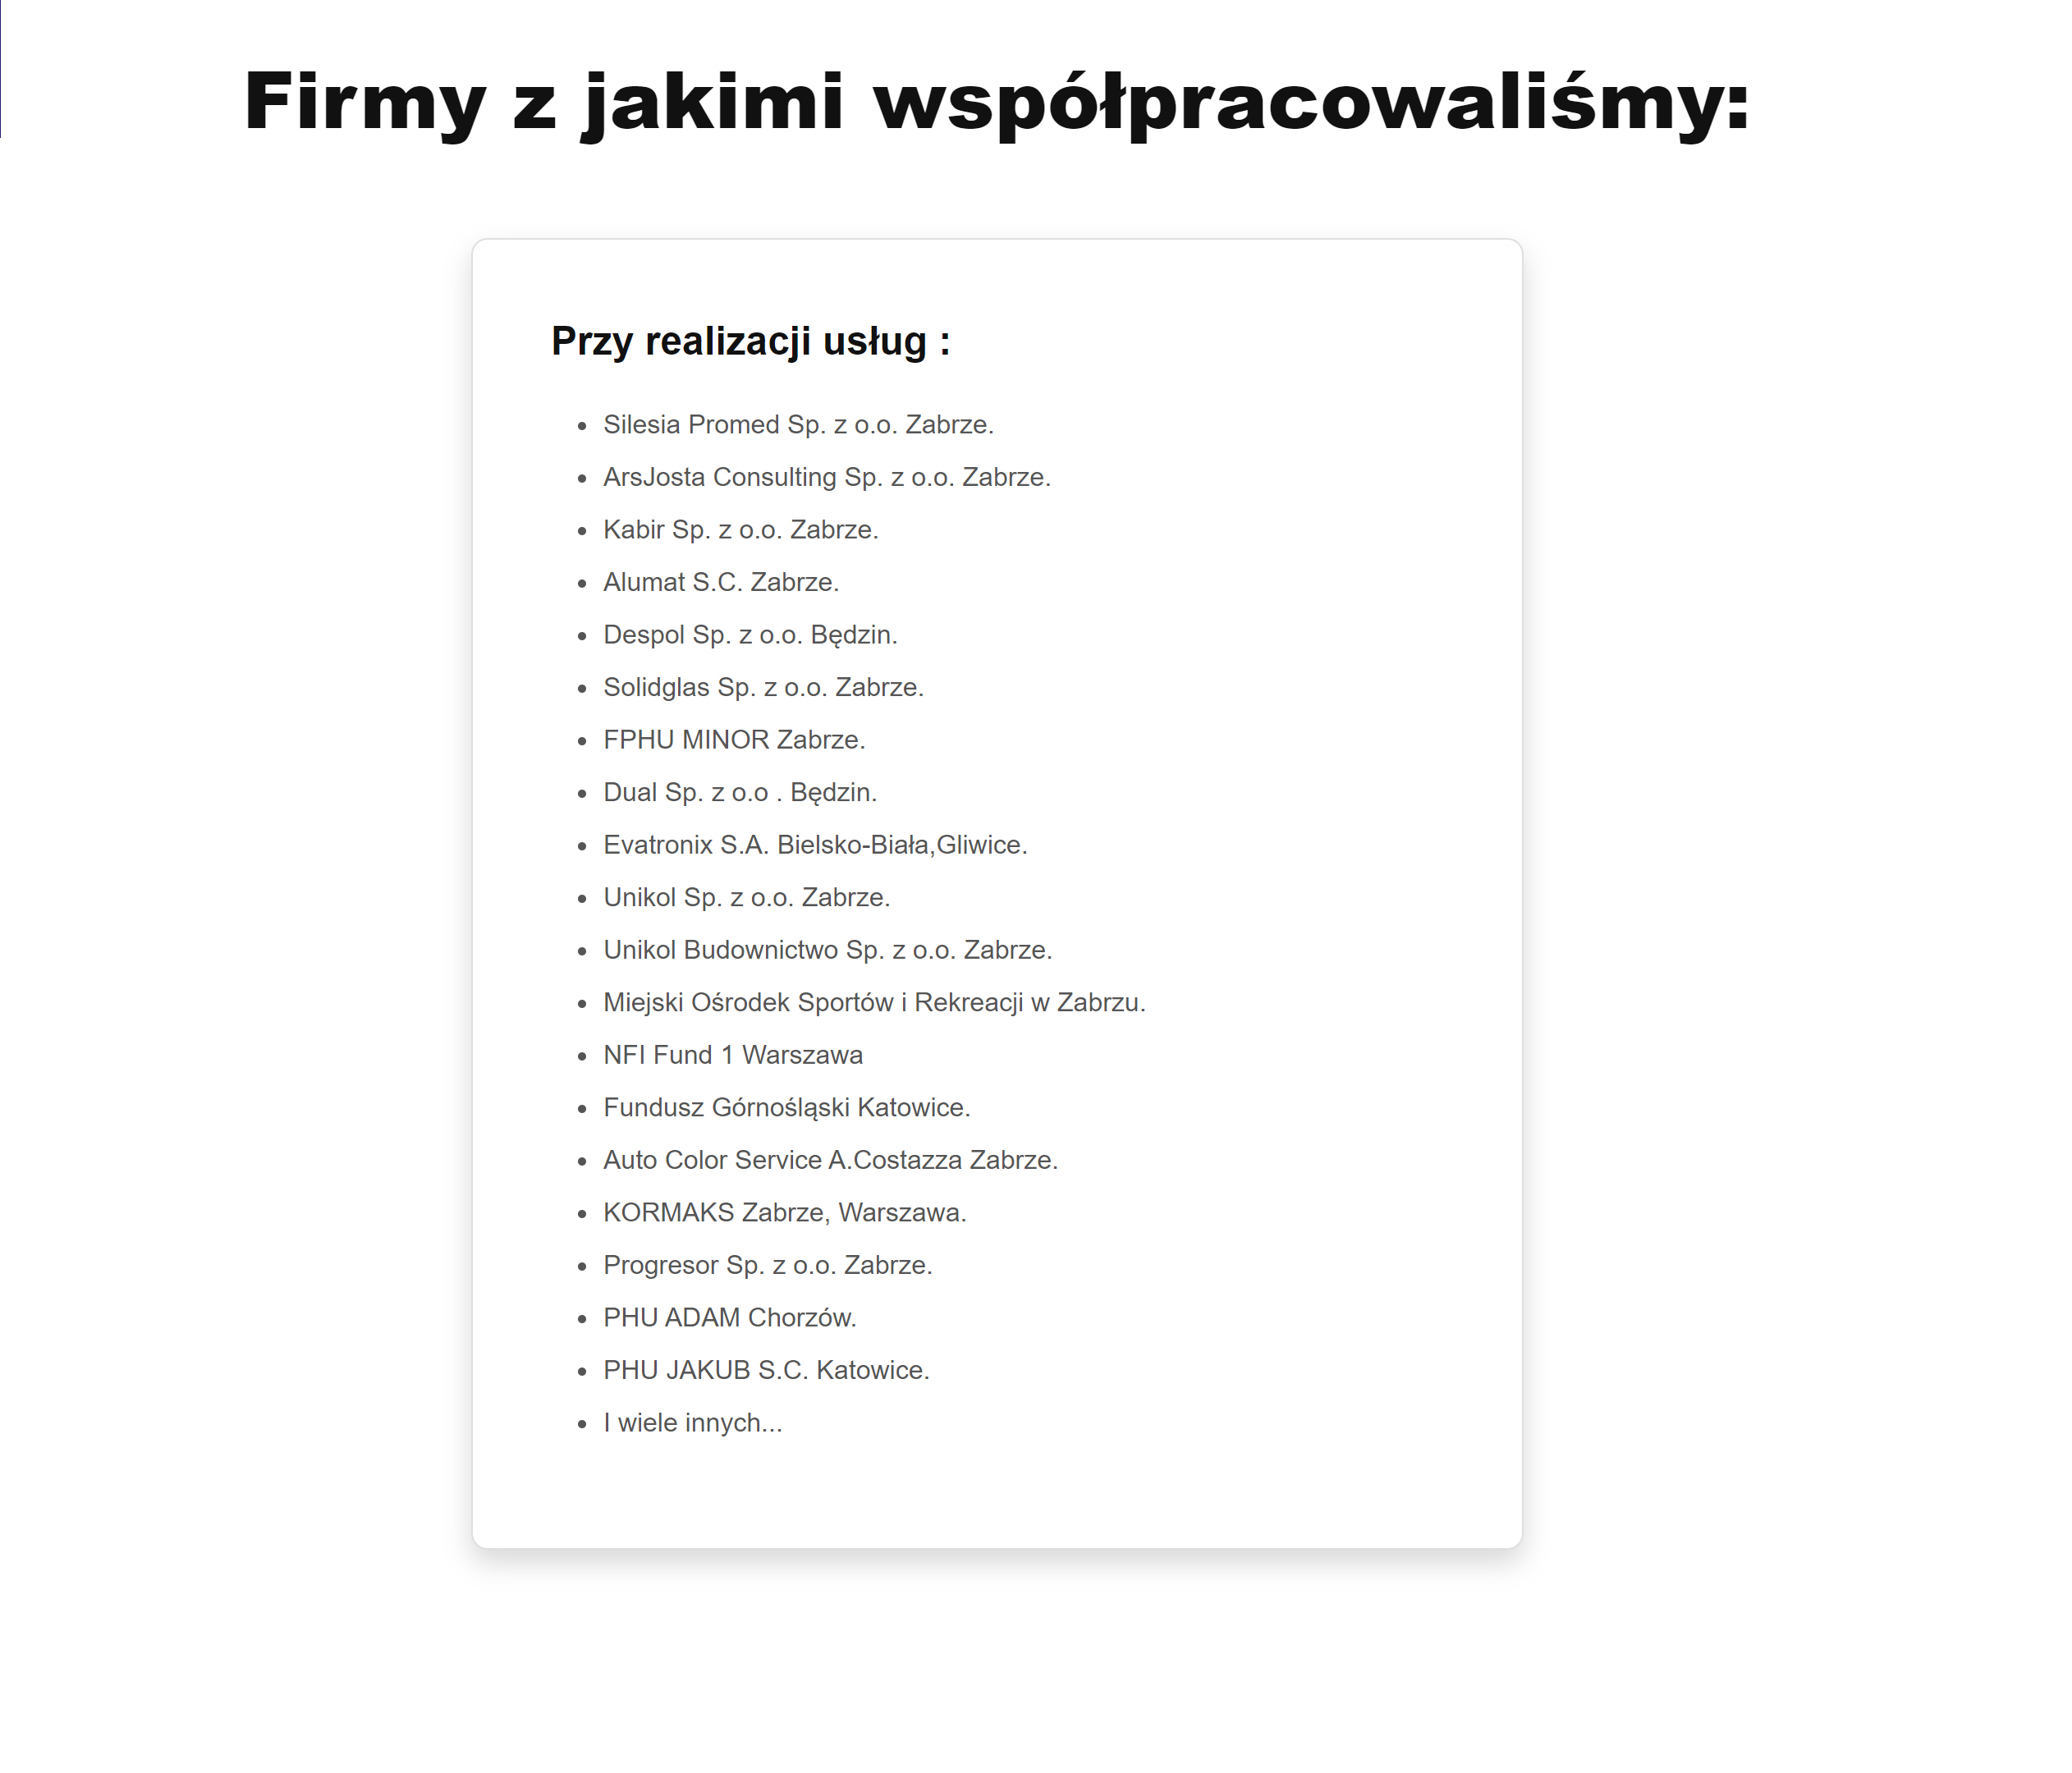 Firmy z jakimi współpracowaliśmy:
Przy realizacji usług :
Silesia Promed Sp. z o.o. Zabrze.
ArsJosta Consulting Sp. z o.o. Zabrze.
Kabir Sp. z o.o. Zabrze.
Alumat S.C. Zabrze.
Despol Sp. z o.o. Będzin.
Solidglas Sp. z o.o. Zabrze.
FPHU MINOR Zabrze.
Dual Sp. z o.o . Będzin.
Evatronix S.A. Bielsko-Biała,Gliwice.
Unikol Sp. z o.o. Zabrze.
Unikol Budownictwo Sp. z o.o. Zabrze.
Miejski Ośrodek Sportów i Rekreacji w Zabrzu.
NFI Fund 1 Warszawa
Fundusz Górnośląski Katowice.
Auto Color Service A.Costazza Zabrze.
KORMAKS Zabrze, Warszawa.
Progresor Sp. z o.o. Zabrze.
PHU ADAM Chorzów.
PHU JAKUB S.C. Katowice.
I wiele innych...